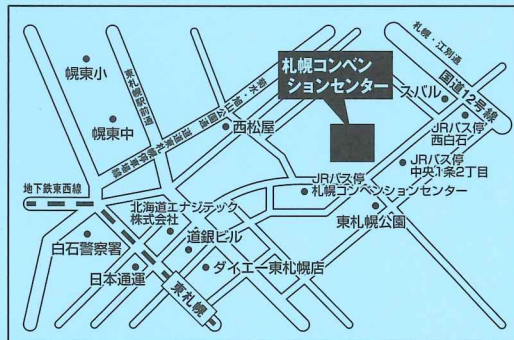 札幌・江別通
国道12号線
札幌コンベン
ションセンター
スバル
幌東小
東札幌駅前通
幌東中
西松屋
JRバス停
西白石
JRバス停
中央1条2丁目
地下鉄東西線
JRバス停
札幌コンベンションセンター
北海道エナジテック
株式会社
東札幌公園
白石警察署
道銀ビル
日本通運
ダイエー東札幌店
東札幌